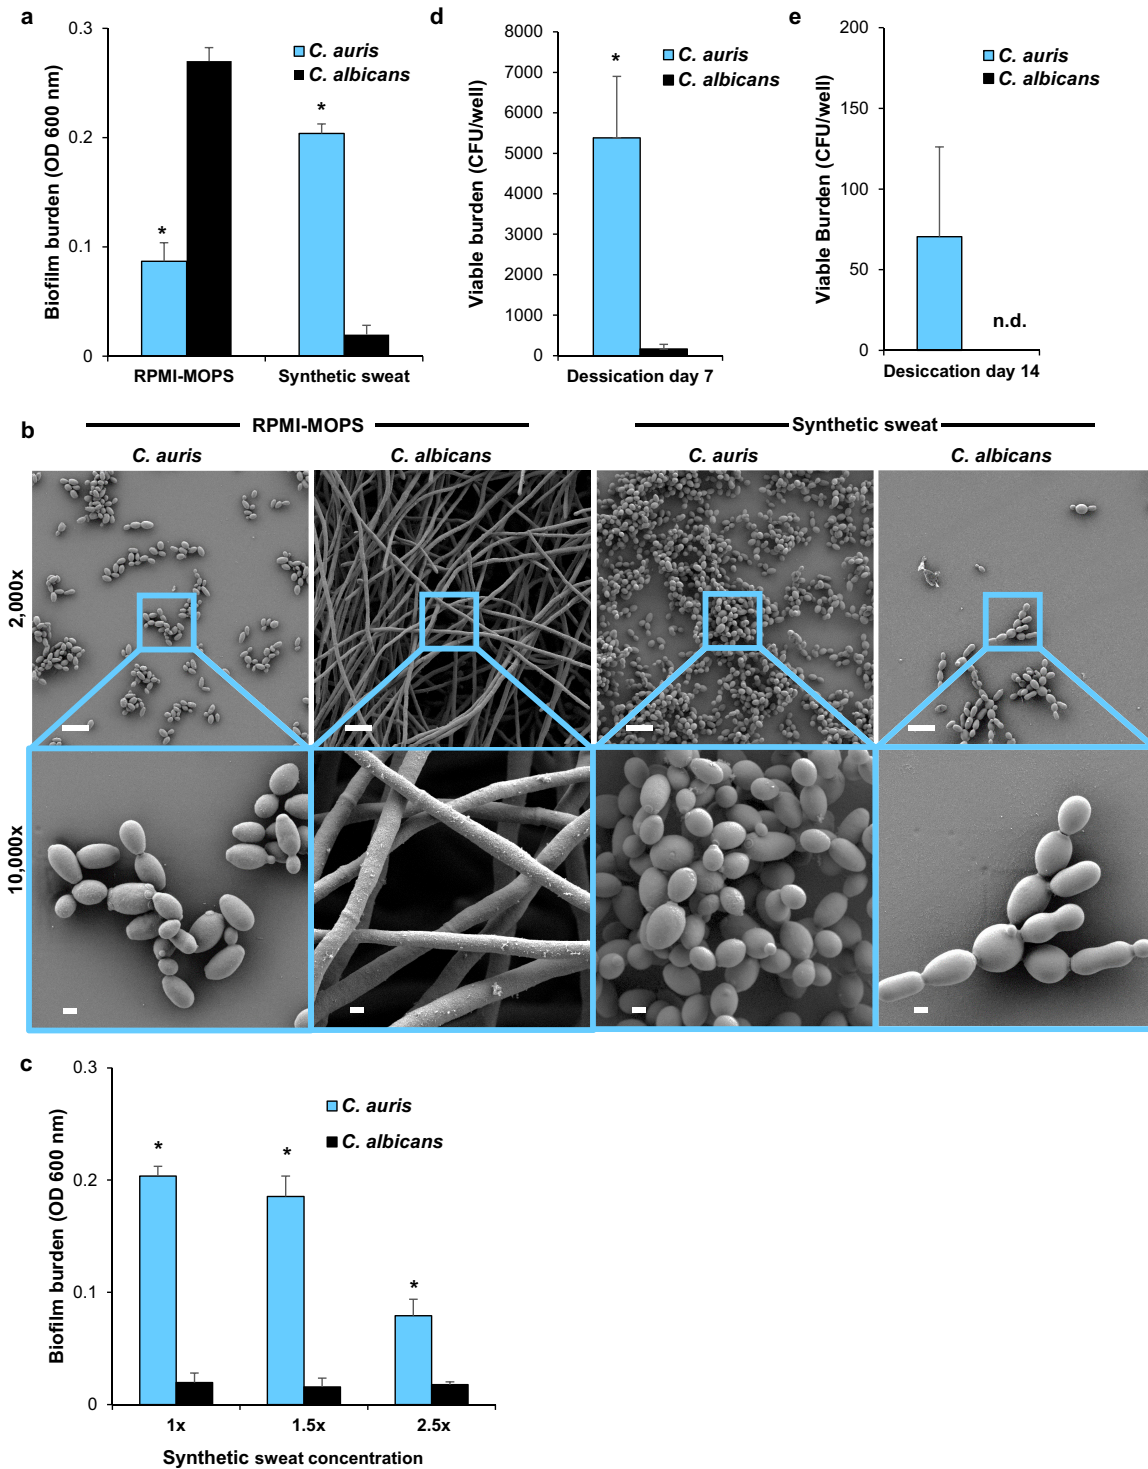 a
0.3
0.2
0.1
0
Biofilm burden (OD 600 nm)
C. auris
C. albicans
*
*
RPMI-MOPS
Synthetic sweat
d
8000
7000
6000
5000
4000
3000
2000
1000
0
Viable burden (CFU/well)
C. auris
C. albicans
*
Dessication day 7
e
200
150
100
50
0
Viable Burden (CFU/well)
C. auris
C. albicans
n.d.
Desiccation day 14
b
RPMI-MOPS
Synthetic sweat
C. auris
C. albicans
C. auris
C. albicans
2,000x
10,000x
c
0.3
0.2
0.1
0
Biofilm burden (OD 600 nm)
C. auris
C. albicans
*
*
*
1x
1.5x
2.5x
Synthetic sweat concentration